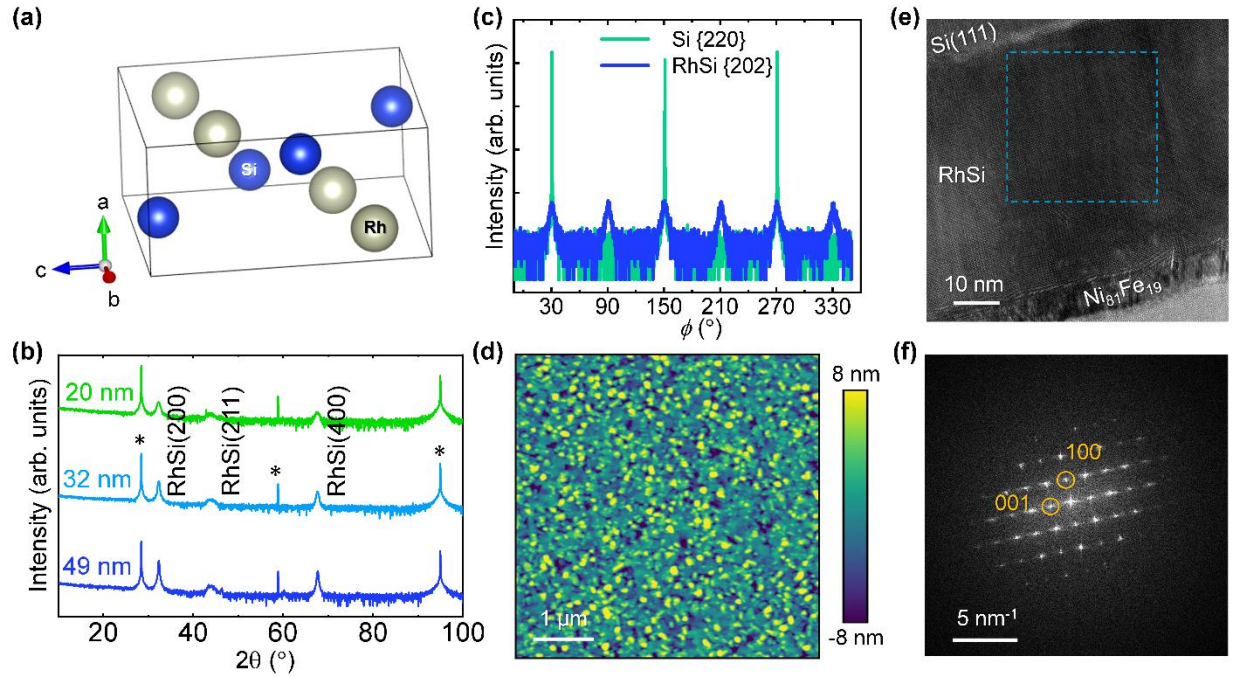 (a)
Si
Rh
a
c
b
(b)
Intensity (arb. units)
20 nm
32 nm
49 nm
RhSi(200)
RhSi(211)
RhSi(400)
*
*
*
20
40
60
80
100
2θ (°)
(c)
Intensity (arb. units)
Si {220}
RhSi {202}
30
90
150
210
270
330
ϕ (°)
(d)
8 nm
-8 nm
1 μm
(e)
Si(111)
RhSi
10 nm
Ni₈₁Fe₁₉
(f)
100
001
5 nm⁻¹